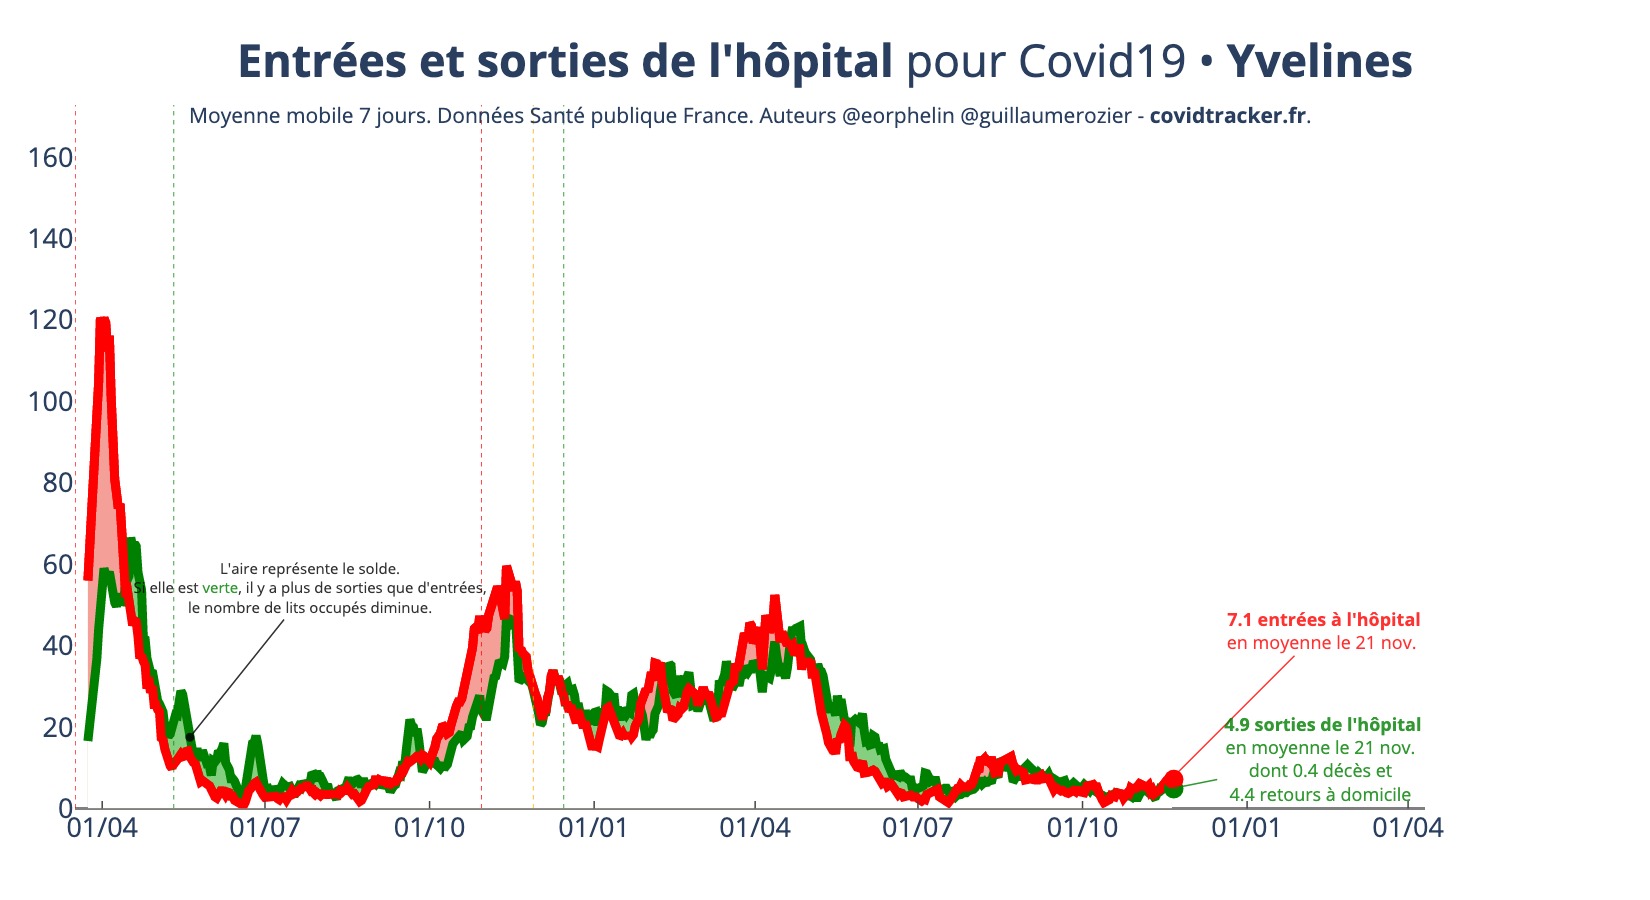 Entrées et sorties de l'hôpital pour Covid19 • Yvelines
Moyenne mobile 7 jours. Données Santé publique France. Auteurs @eorphelin @guillaumerozier - covidtracker.fr.
160
140
120
100
80
60
40
20
0
L'aire représente le solde.
Si elle est verte, il y a plus de sorties que d'entrées,
le nombre de lits occupés diminue.
7.1 entrées à l'hôpital
en moyenne le 21 nov.
4.9 sorties de l'hôpital
en moyenne le 21 nov.
dont 0.4 décès et
4.4 retours à domicile
01/04 01/07 01/10 01/01 01/04 01/07 01/10 01/01 01/04